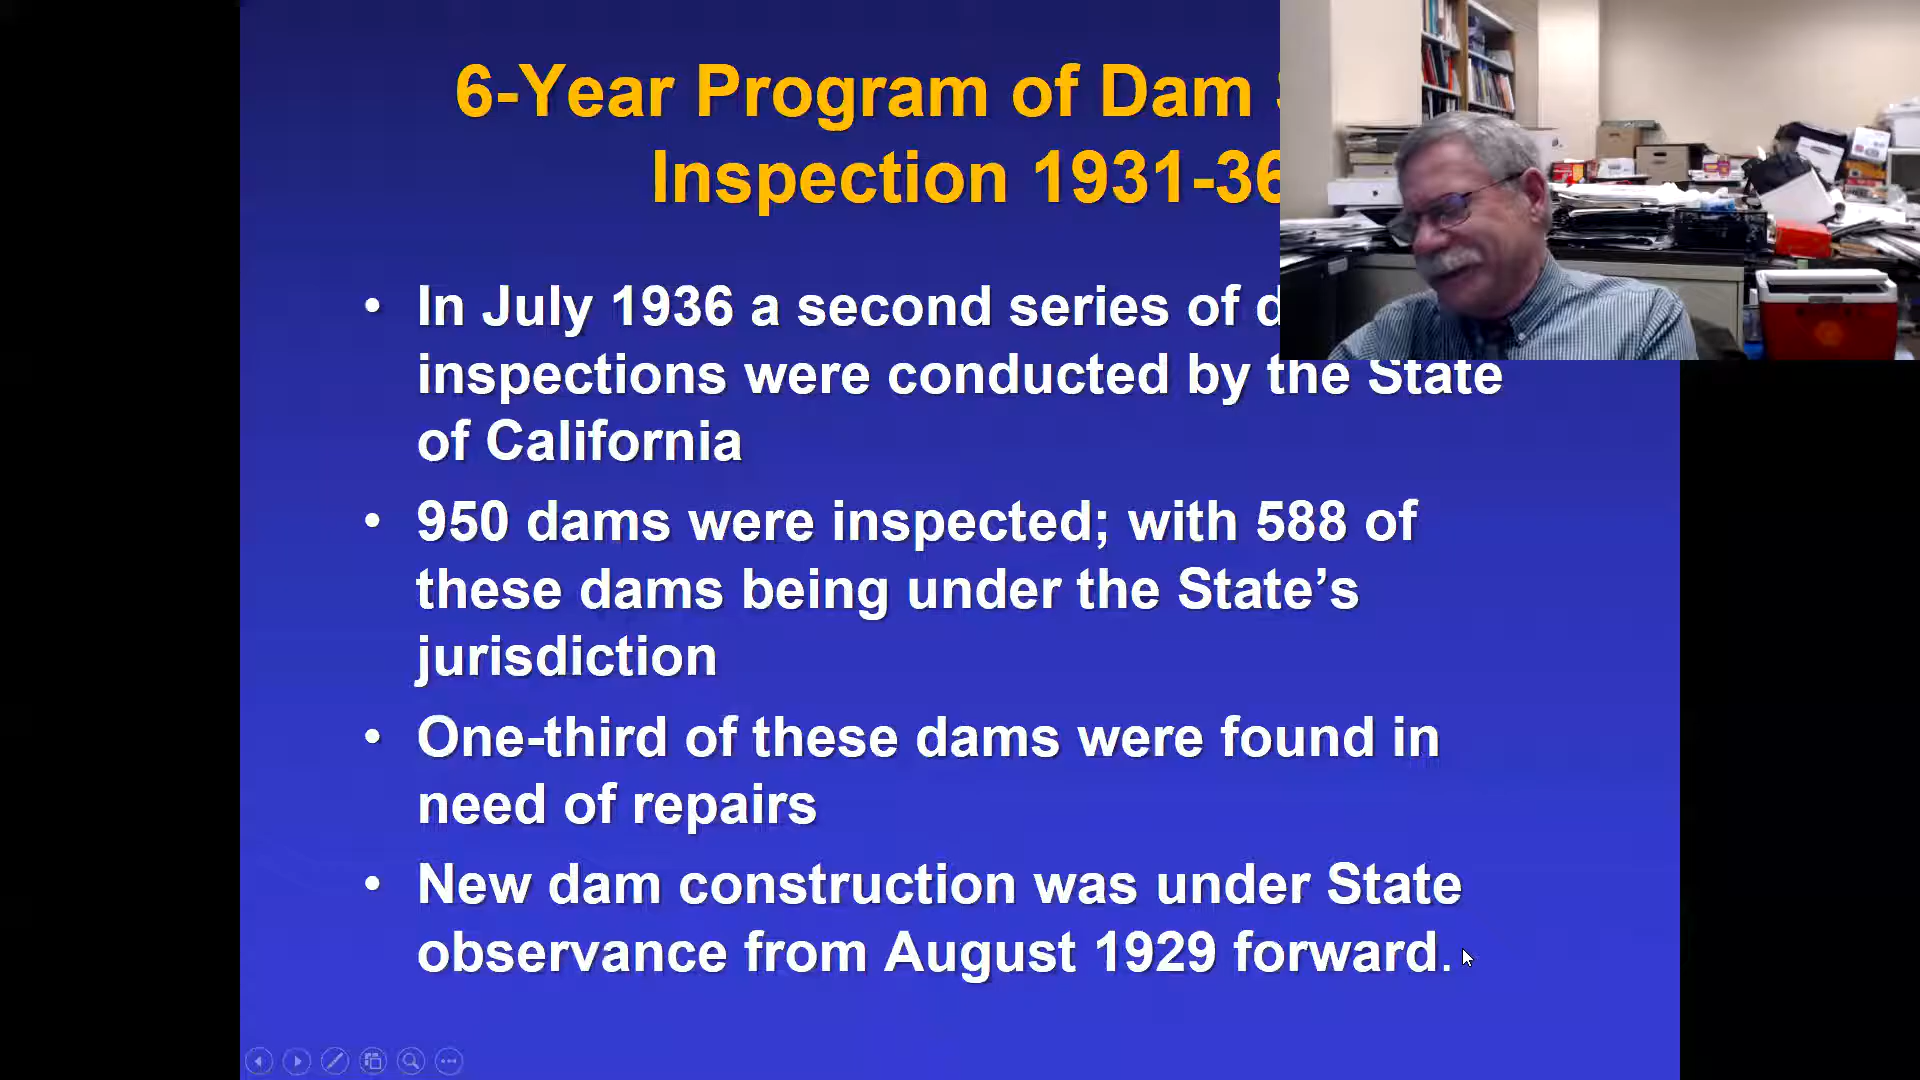 6-Year Program of Dam
Inspection 1931-36
• In July 1936 a second series of
inspections were conducted by the State
of California
• 950 dams were inspected; with 588 of
these dams being under the State’s
jurisdiction
• One-third of these dams were found in
need of repairs
• New dam construction was under State
observance from August 1929 forward.